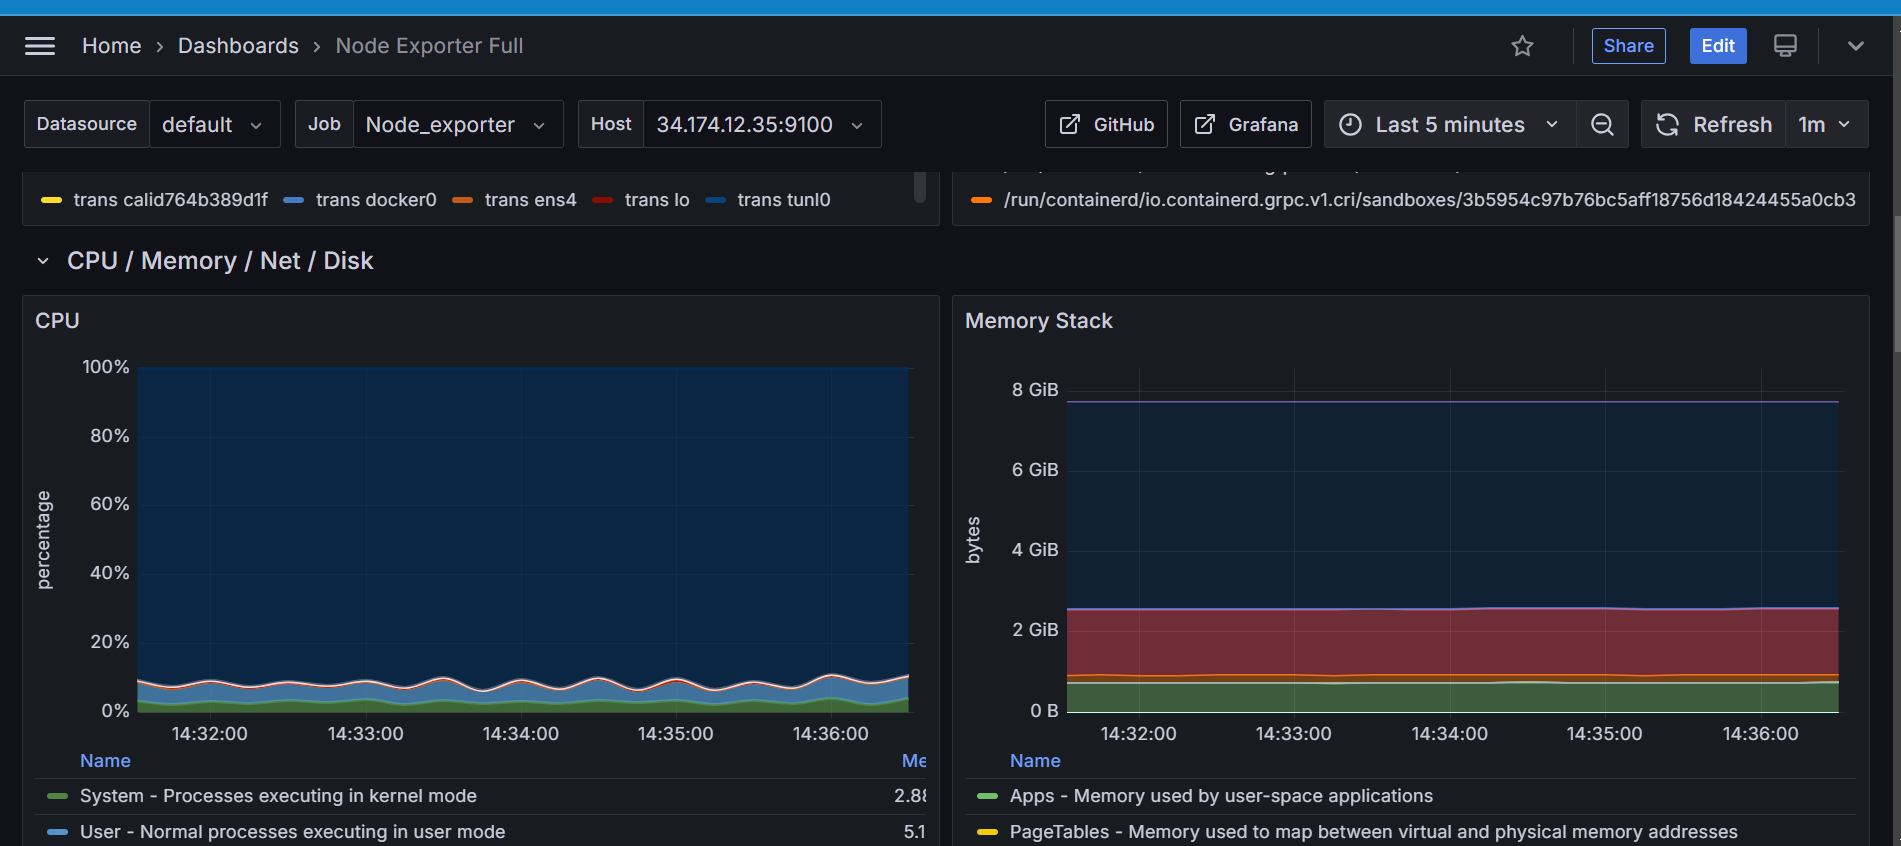 Home › Dashboards › Node Exporter Full
Share
Edit
Datasource default
Job Node_exporter
Host 34.174.12.35:9100
GitHub
Grafana
Last 5 minutes
Refresh 1m
trans calid764b389d1f trans docker0 trans ens4 trans lo trans tunl0
/run/containerd/io.containerd.grpc.v1.cri/sandboxes/3b5954c97b76bc5aff18756d18424455a0cb3
CPU / Memory / Net / Disk
CPU
percentage
100%
80%
60%
40%
20%
0%
14:32:00 14:33:00 14:34:00 14:35:00 14:36:00
Name Me
System - Processes executing in kernel mode 2.88
User - Normal processes executing in user mode 5.1
Memory Stack
bytes
8 GiB
6 GiB
4 GiB
2 GiB
0 B
14:32:00 14:33:00 14:34:00 14:35:00 14:36:00
Name
Apps - Memory used by user-space applications
PageTables - Memory used to map between virtual and physical memory addresses